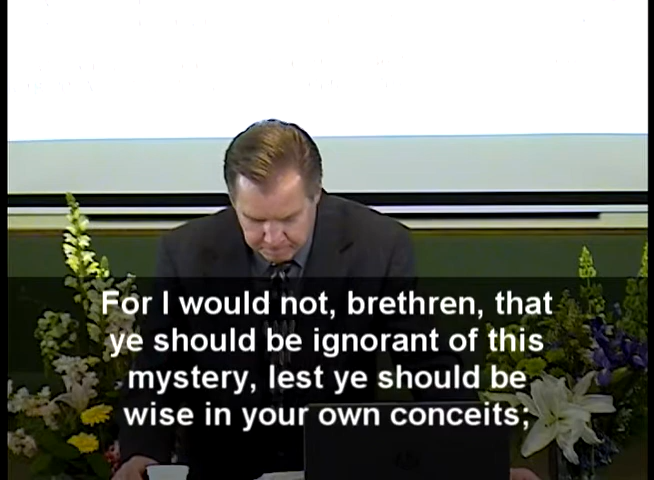 For I would not, brethren, that
ye should be ignorant of this
mystery, lest ye should be
wise in your own conceits;